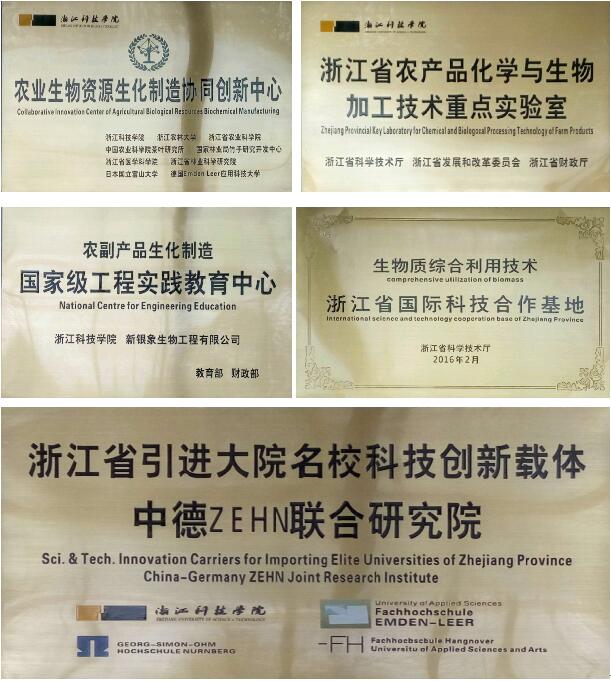 浙江科技学院
农业生物资源生化制造协同创新中心
Collaborative Innovation Center of Agricultural Biological Resources Biochemical Manufacturing
浙江科技学院 浙江农林大学 浙江省农业科学院
中国农业科学院茶叶研究所 国家林业局竹子研究开发中心
浙江省医学科学院 浙江省林业科学研究院
日本国立富山大学 德国Emden Leer应用科技大学
浙江科技学院
浙江省农产品化学与生物
加工技术重点实验室
Zhejiang Provincial Key Laboratory for Chemical and Biologocal Processing Technology of Farm Products
浙江省科学技术厅 浙江省发展和改革委员会 浙江省财政厅
农副产品生化制造
国家级工程实践教育中心
National Centre for Engineering Education
浙江科技学院 新银象生物工程有限公司
教育部 财政部
生物质综合利用技术
comprehensive utilization of biomass
浙江省国际科技合作基地
International science and technology cooperation base of Zhejiang Province
浙江省科学技术厅
2016年2月
浙江省引进大院名校科技创新载体
中德ZEHN联合研究院
Sci. & Tech. Innovation Carriers for Importing Elite Universities of Zhejiang Province
China-Germany ZEHN Joint Research Institute
浙江科技学院
ZHEJIANG UNIVERSITY OF SCIENCE & TECHNOLOGY
University of Applied Sciences
Fachhochschule
EMDEN-LEER
GEORG-SIMON-OHM
HOCHSCHULE NURNBERG
-FH
Fachhocbschule Hangnover
Universitu of Applied Sciences and Arts